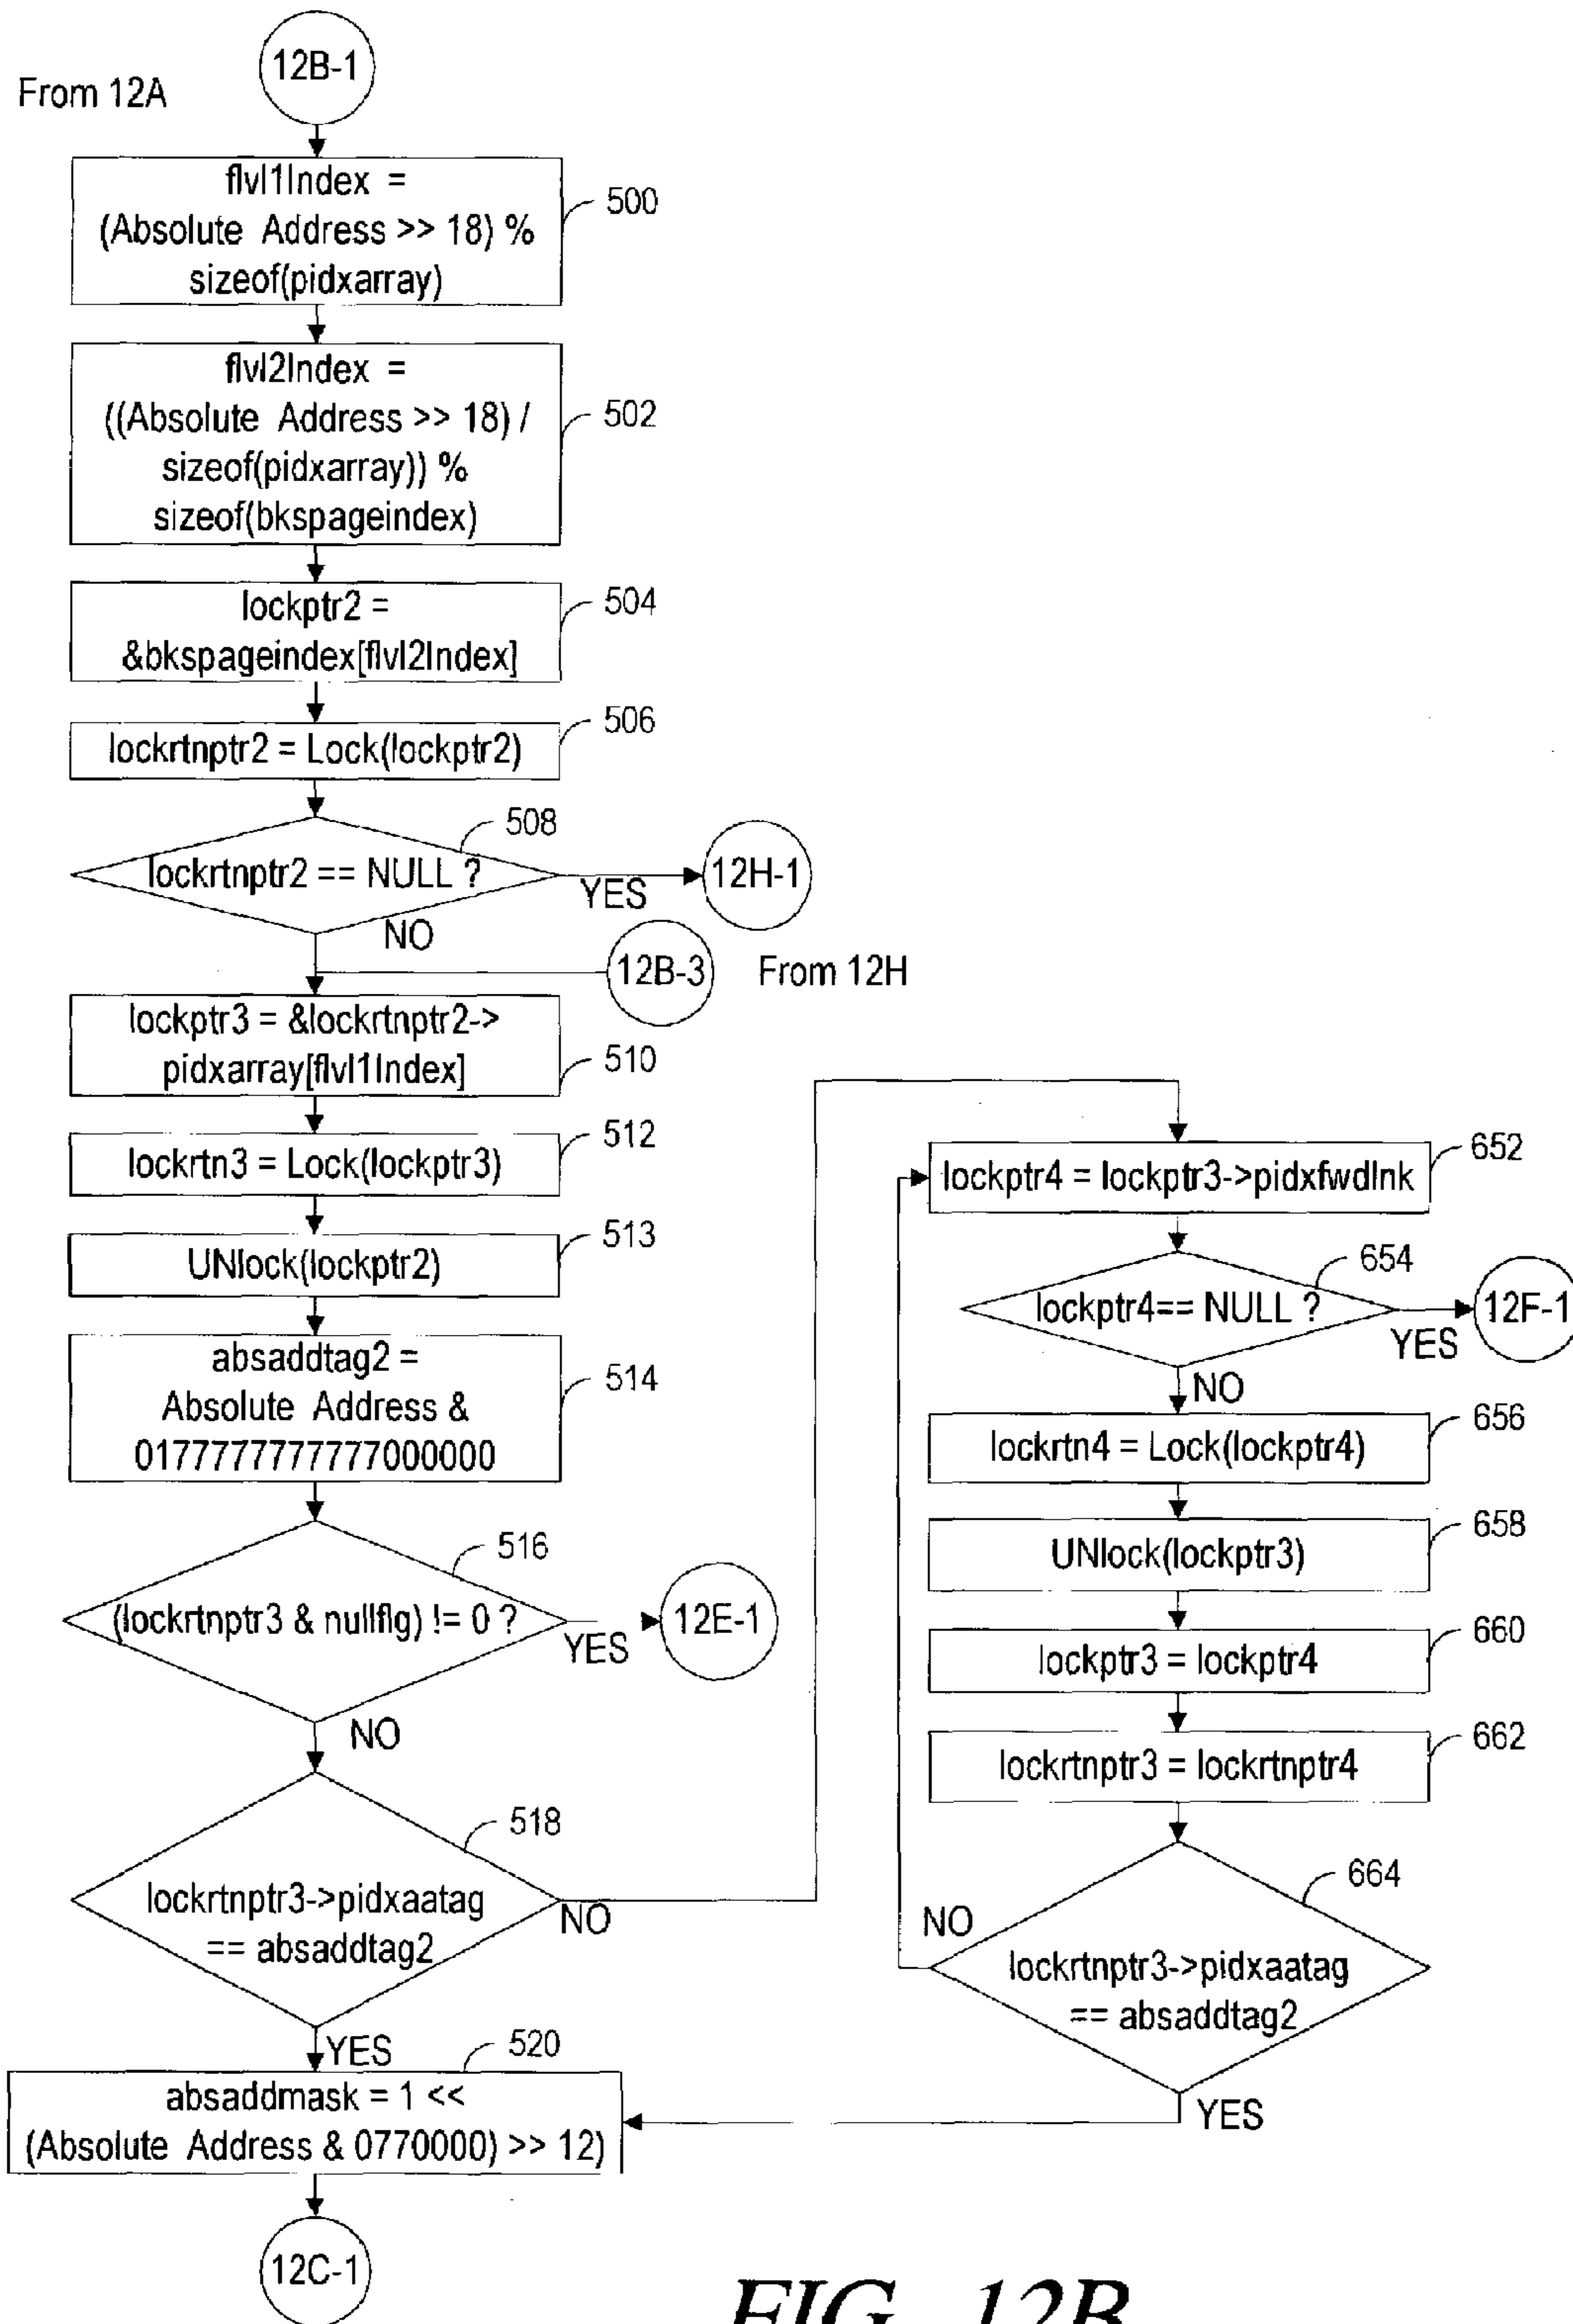 12B-1
From 12A
flvl1Index =
(Absolute Address >> 18) %
sizeof(pidxarray)
500
flvl2Index =
((Absolute Address >> 18) /
sizeof(pidxarray)) %
sizeof(bkspageindex)
502
lockptr2 =
&bkspageindex[flvl2Index]
504
lockrtnptr2 = Lock(lockptr2)
506
508
lockrtnptr2 == NULL ?
YES
12H-1
NO
12B-3
From 12H
lockptr3 = &lockrtnptr2->
pidxarray[flvl1Index]
510
lockrtn3 = Lock(lockptr3)
512
UNlock(lockptr2)
513
absaddtag2 =
Absolute Address &
0177777777777000000
514
516
(lockrtnptr3 & nullflg) != 0 ?
YES
12E-1
NO
518
lockrtnptr3->pidxaatag
== absaddtag2
NO
YES
520
absaddmask = 1 <<
(Absolute Address & 0770000) >> 12)
12C-1
lockptr4 = lockptr3->pidxfwdlnk
652
654
lockptr4== NULL ?
YES
12F-1
NO
lockrtn4 = Lock(lockptr4)
656
UNlock(lockptr3)
658
lockptr3 = lockptr4
660
lockrtnptr3 = lockrtnptr4
662
664
NO
lockrtnptr3->pidxaatag
== absaddtag2
YES
FIG. 12B